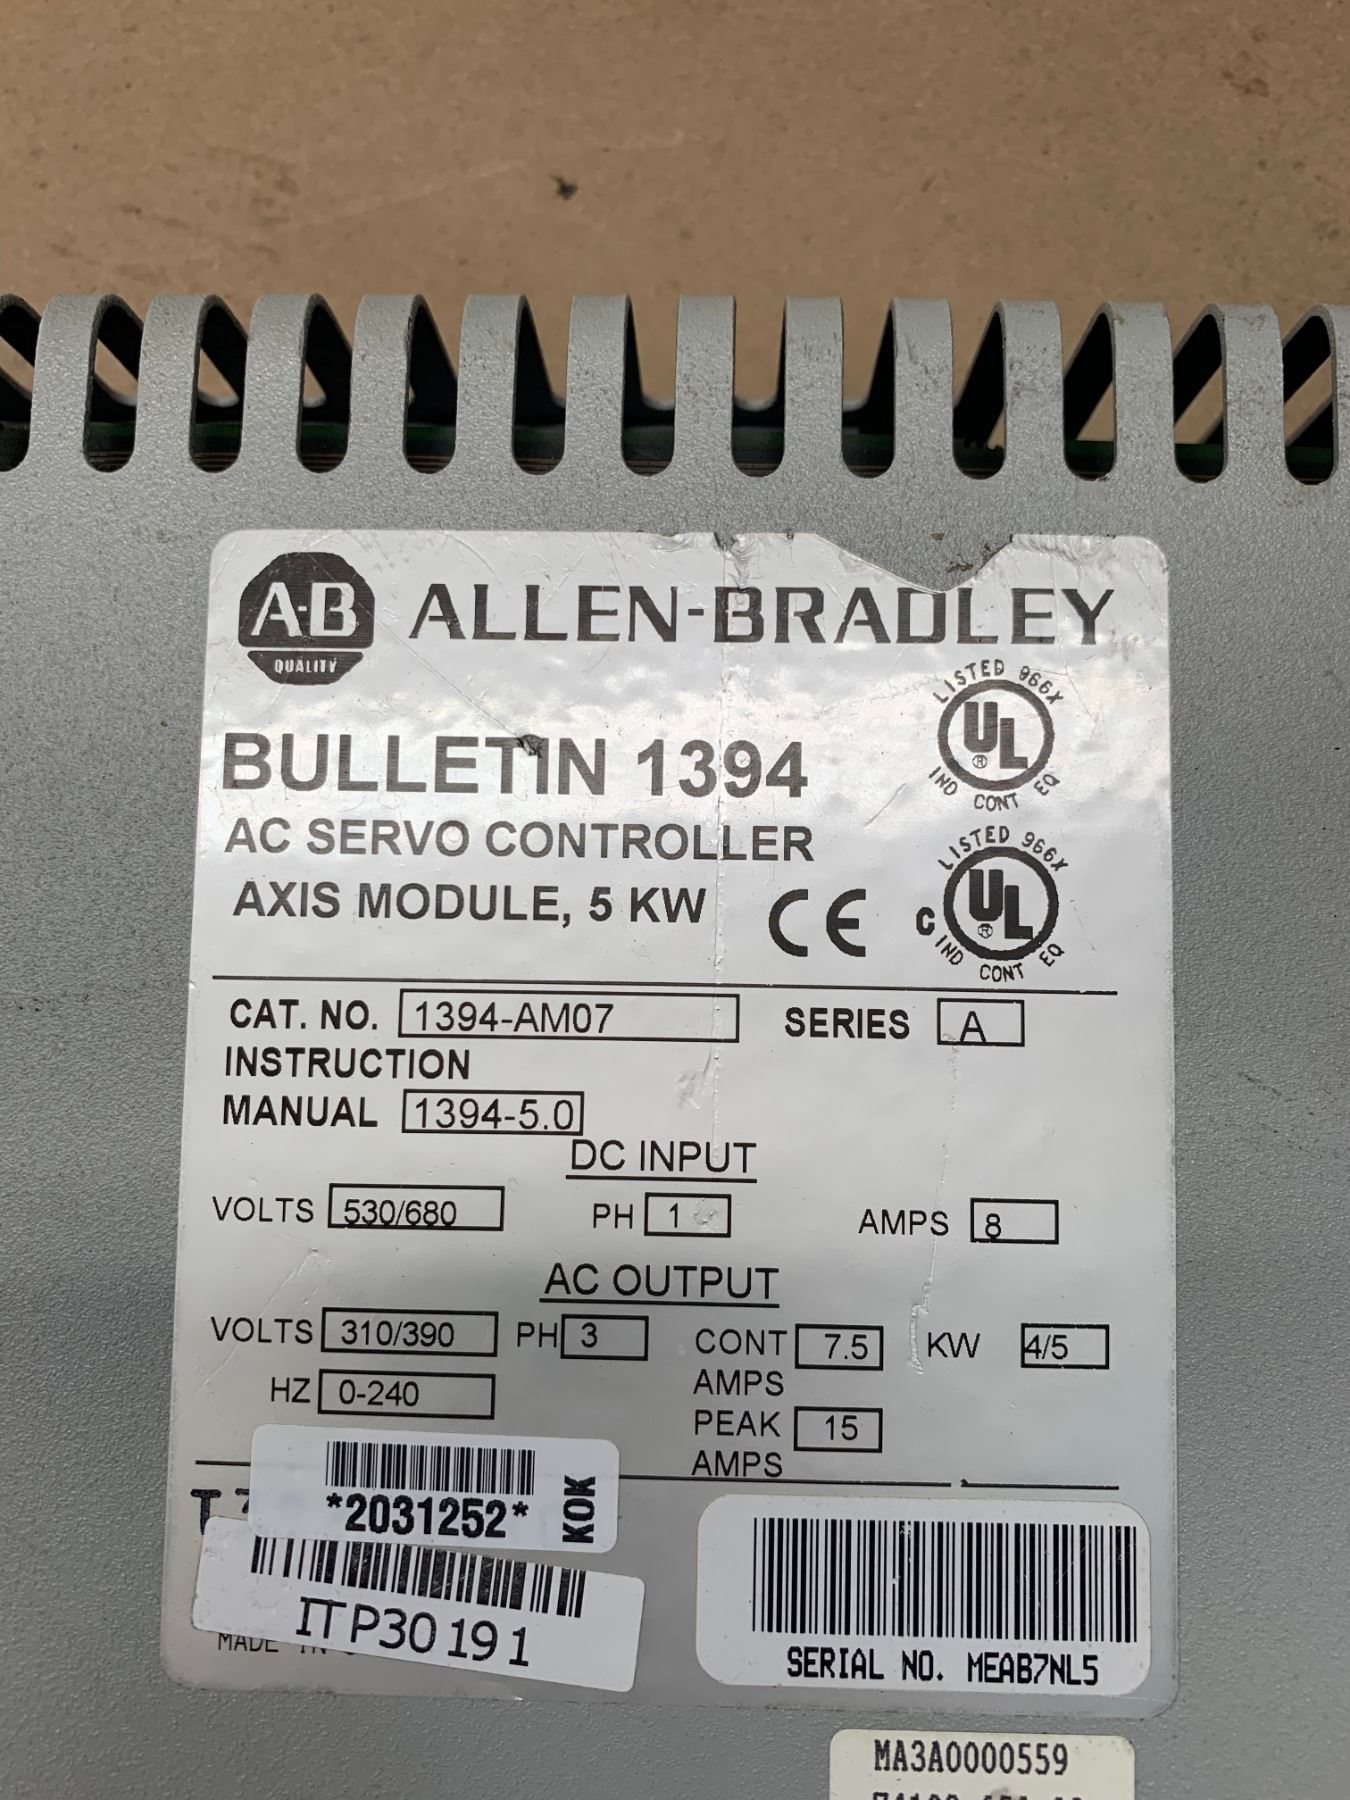 A-B
QUALITY
ALLEN-BRADLEY
BULLETIN 1394
AC SERVO CONTROLLER
AXIS MODULE, 5 KW
CE
LISTED 966X
UL
®
IND CONT EQ
LISTED 966X
C UL
®
IND CONT EQ
CAT. NO. 1394-AM07 SERIES A
INSTRUCTION
MANUAL 1394-5.0
DC INPUT
VOLTS 530/680 PH 1 AMPS 8
AC OUTPUT
VOLTS 310/390 PH 3 CONT AMPS 7.5 KW 4/5
HZ 0-240
PEAK AMPS 15
*2031252*
KOK
ITP30191
MADE IN
SERIAL NO. MEAB7NL5
MA3A0000559